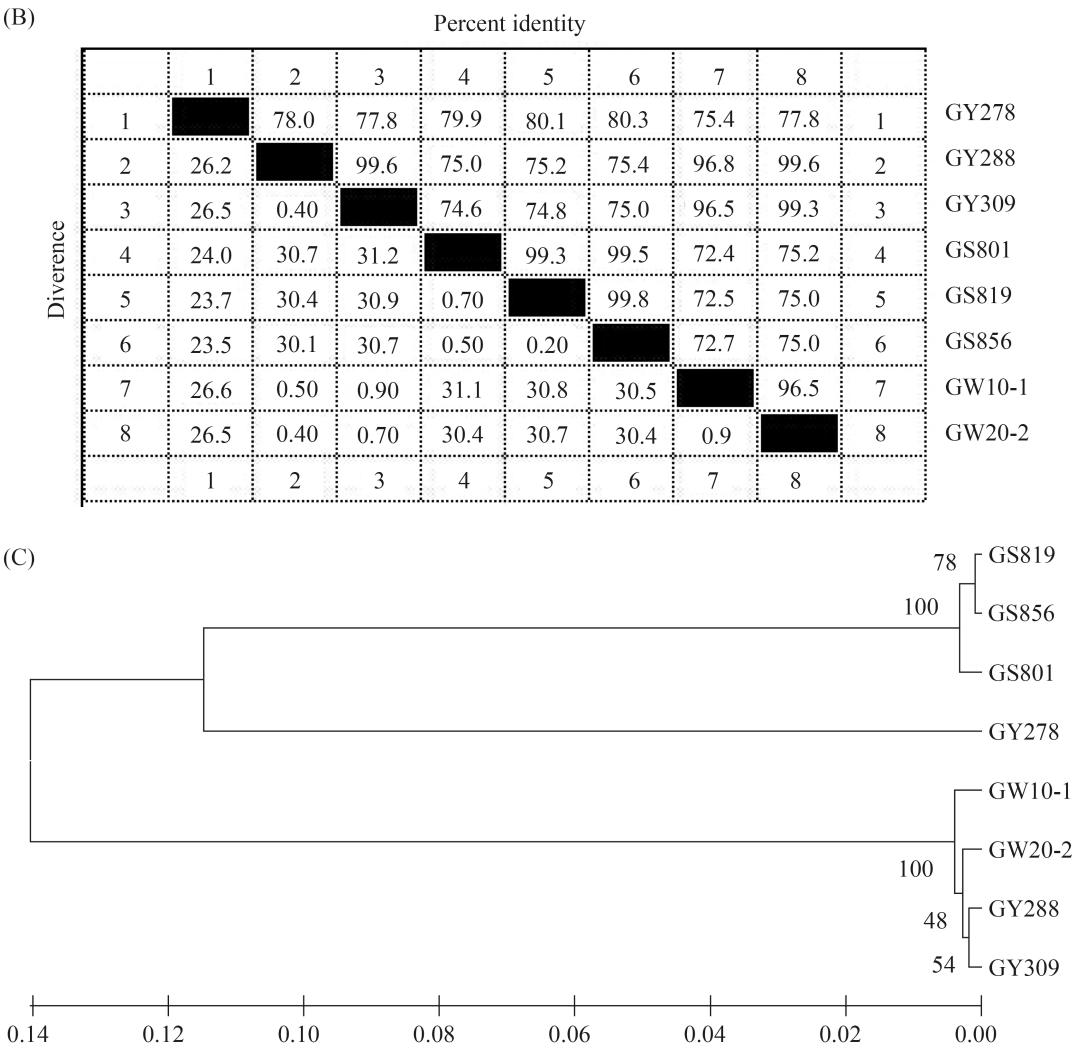 (B)
Percent identity
1 2 3 4 5 6 7 8
1 78.0 77.8 79.9 80.1 80.3 75.4 77.8 1 GY278
2 26.2 99.6 75.0 75.2 75.4 96.8 99.6 2 GY288
3 26.5 0.40 74.6 74.8 75.0 96.5 99.3 3 GY309
4 24.0 30.7 31.2 99.3 99.5 72.4 75.2 4 GS801
5 23.7 30.4 30.9 0.70 99.8 72.5 75.0 5 GS819
6 23.5 30.1 30.7 0.50 0.20 72.7 75.0 6 GS856
7 26.6 0.50 0.90 31.1 30.8 30.5 96.5 7 GW10-1
8 26.5 0.40 0.70 30.4 30.7 30.4 0.9 8 GW20-2
1 2 3 4 5 6 7 8
Diverence
(C)
78 GS819
100 GS856
GS801
GY278
GW10-1
GW20-2
100
48 GY288
54 GY309
0.14 0.12 0.10 0.08 0.06 0.04 0.02 0.00